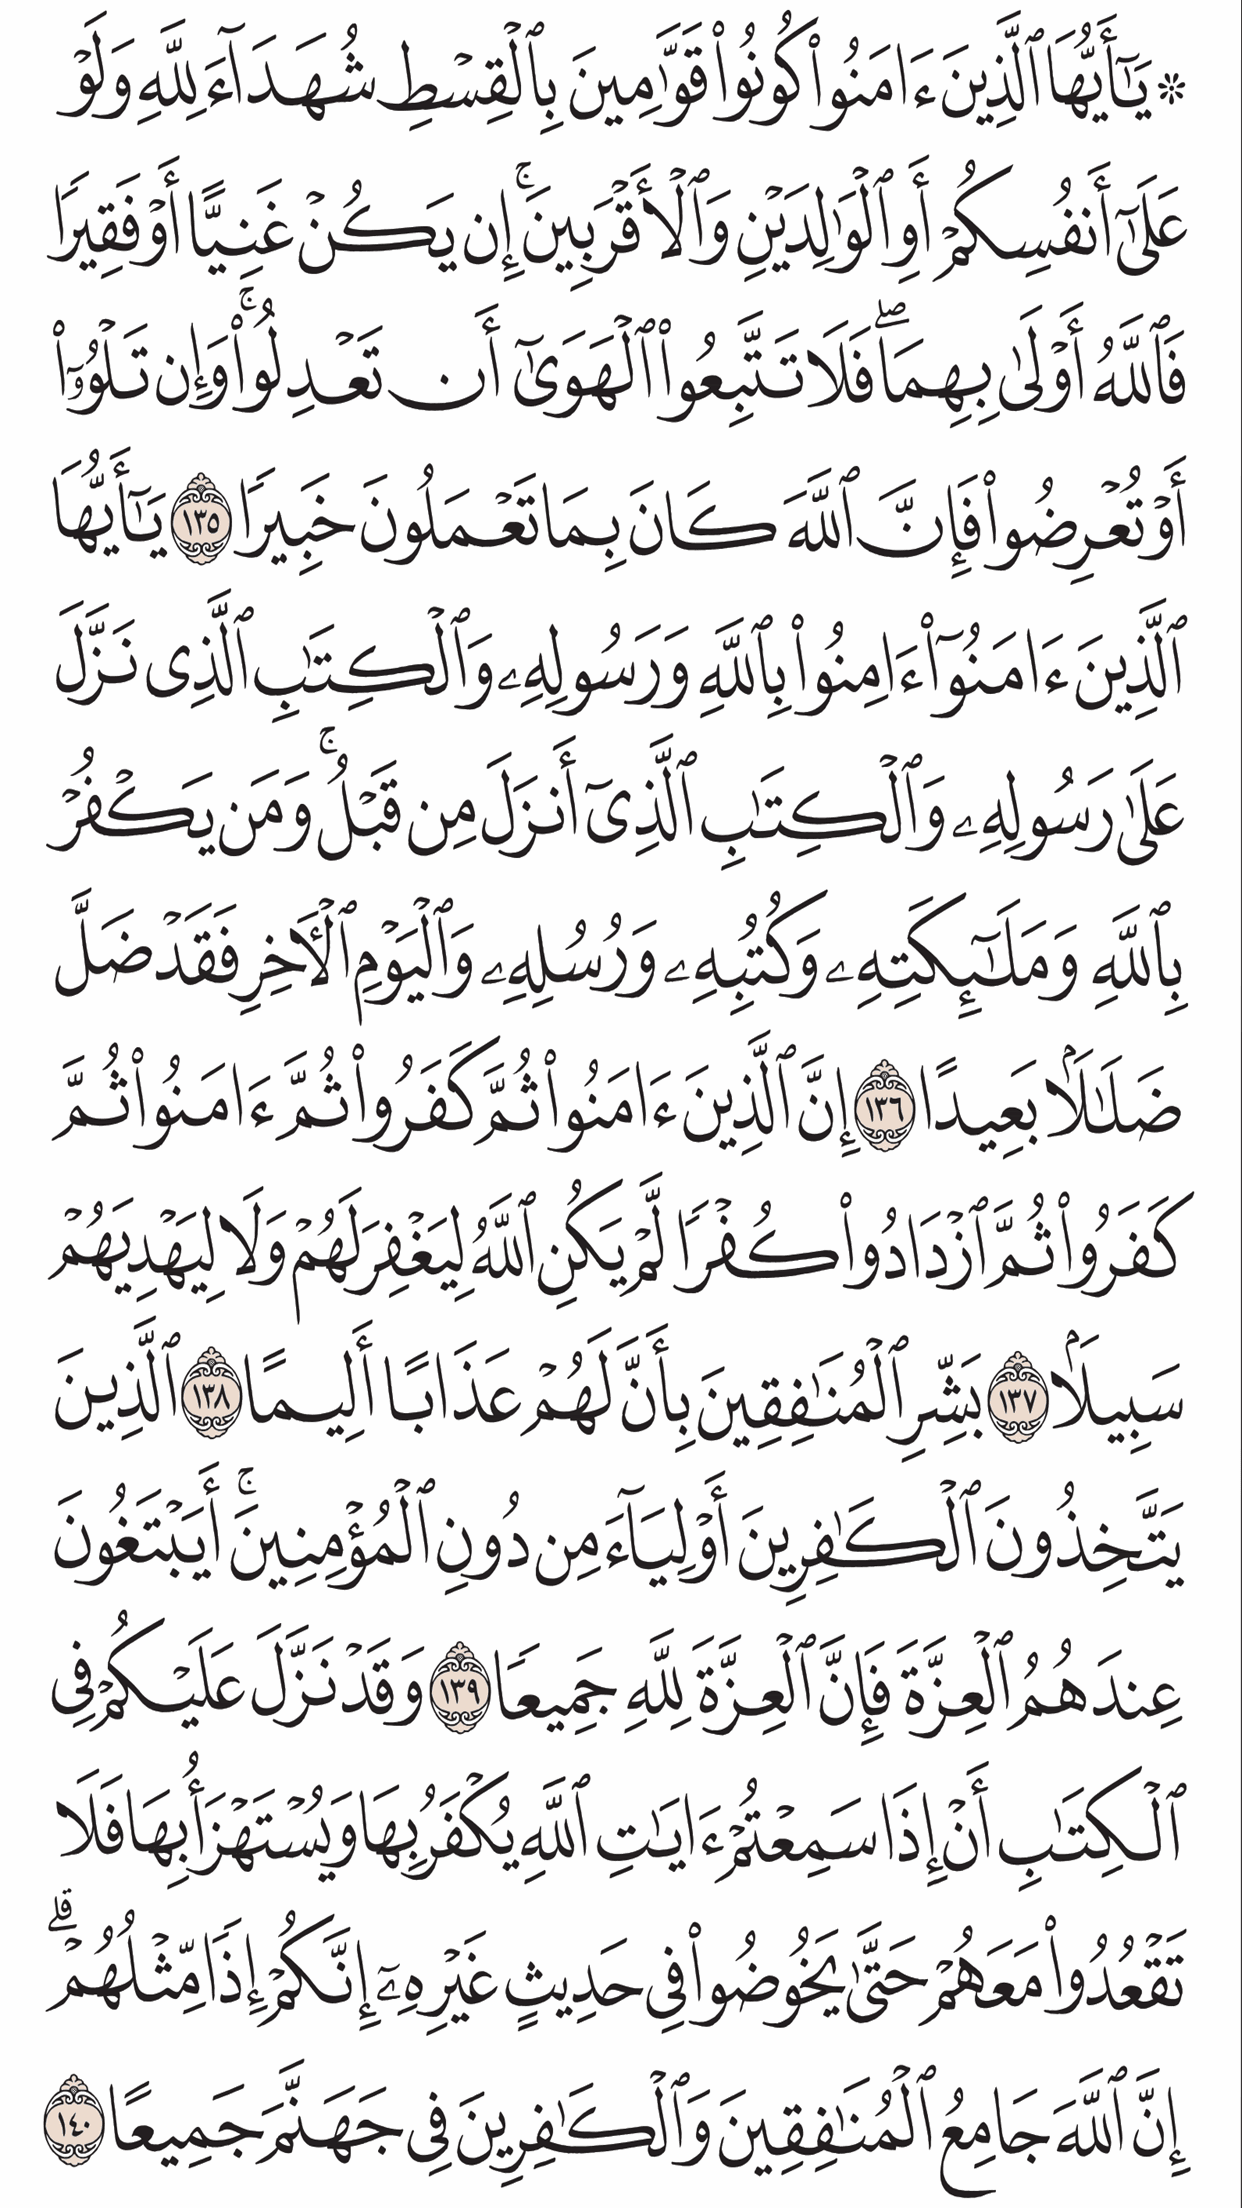 ۞ يَـٰٓأَيُّهَا ٱلَّذِينَ ءَامَنُوا۟ كُونُوا۟ قَوَّٰمِينَ بِٱلْقِسْطِ شُهَدَآءَ لِلَّهِ وَلَوْ
عَلَىٰٓ أَنفُسِكُمْ أَوِ ٱلْوَٰلِدَيْنِ وَٱلْأَقْرَبِينَ ۚ إِن يَكُنْ غَنِيًّا أَوْ فَقِيرًا
فَٱللَّهُ أَوْلَىٰ بِهِمَا ۖ فَلَا تَتَّبِعُوا۟ ٱلْهَوَىٰٓ أَن تَعْدِلُوا۟ ۚ وَإِن تَلْوُۥٓا۟
أَوْ تُعْرِضُوا۟ فَإِنَّ ٱللَّهَ كَانَ بِمَا تَعْمَلُونَ خَبِيرًا ١٣٥ يَـٰٓأَيُّهَا
ٱلَّذِينَ ءَامَنُوٓا۟ ءَامِنُوا۟ بِٱللَّهِ وَرَسُولِهِۦ وَٱلْكِتَـٰبِ ٱلَّذِى نَزَّلَ
عَلَىٰ رَسُولِهِۦ وَٱلْكِتَـٰبِ ٱلَّذِىٓ أَنزَلَ مِن قَبْلُ ۚ وَمَن يَكْفُرْ
بِٱللَّهِ وَمَلَـٰٓئِكَتِهِۦ وَكُتُبِهِۦ وَرُسُلِهِۦ وَٱلْيَوْمِ ٱلْـَٔاخِرِ فَقَدْ ضَلَّ
ضَلَـٰلًۢا بَعِيدًا ١٣٦ إِنَّ ٱلَّذِينَ ءَامَنُوا۟ ثُمَّ كَفَرُوا۟ ثُمَّ ءَامَنُوا۟ ثُمَّ
كَفَرُوا۟ ثُمَّ ٱزْدَادُوا۟ كُفْرًا لَّمْ يَكُنِ ٱللَّهُ لِيَغْفِرَ لَهُمْ وَلَا لِيَهْدِيَهُمْ
سَبِيلًۢا ١٣٧ بَشِّرِ ٱلْمُنَـٰفِقِينَ بِأَنَّ لَهُمْ عَذَابًا أَلِيمًا ١٣٨ ٱلَّذِينَ
يَتَّخِذُونَ ٱلْكَـٰفِرِينَ أَوْلِيَآءَ مِن دُونِ ٱلْمُؤْمِنِينَ ۚ أَيَبْتَغُونَ
عِندَهُمُ ٱلْعِزَّةَ فَإِنَّ ٱلْعِزَّةَ لِلَّهِ جَمِيعًا ١٣٩ وَقَدْ نَزَّلَ عَلَيْكُمْ فِى
ٱلْكِتَـٰبِ أَنْ إِذَا سَمِعْتُمْ ءَايَـٰتِ ٱللَّهِ يُكْفَرُ بِهَا وَيُسْتَهْزَأُ بِهَا فَلَا
تَقْعُدُوا۟ مَعَهُمْ حَتَّىٰ يَخُوضُوا۟ فِى حَدِيثٍ غَيْرِهِۦٓ ۚ إِنَّكُمْ إِذًا مِّثْلُهُمْ ۗ
إِنَّ ٱللَّهَ جَامِعُ ٱلْمُنَـٰفِقِينَ وَٱلْكَـٰفِرِينَ فِى جَهَنَّمَ جَمِيعًا ١٤٠